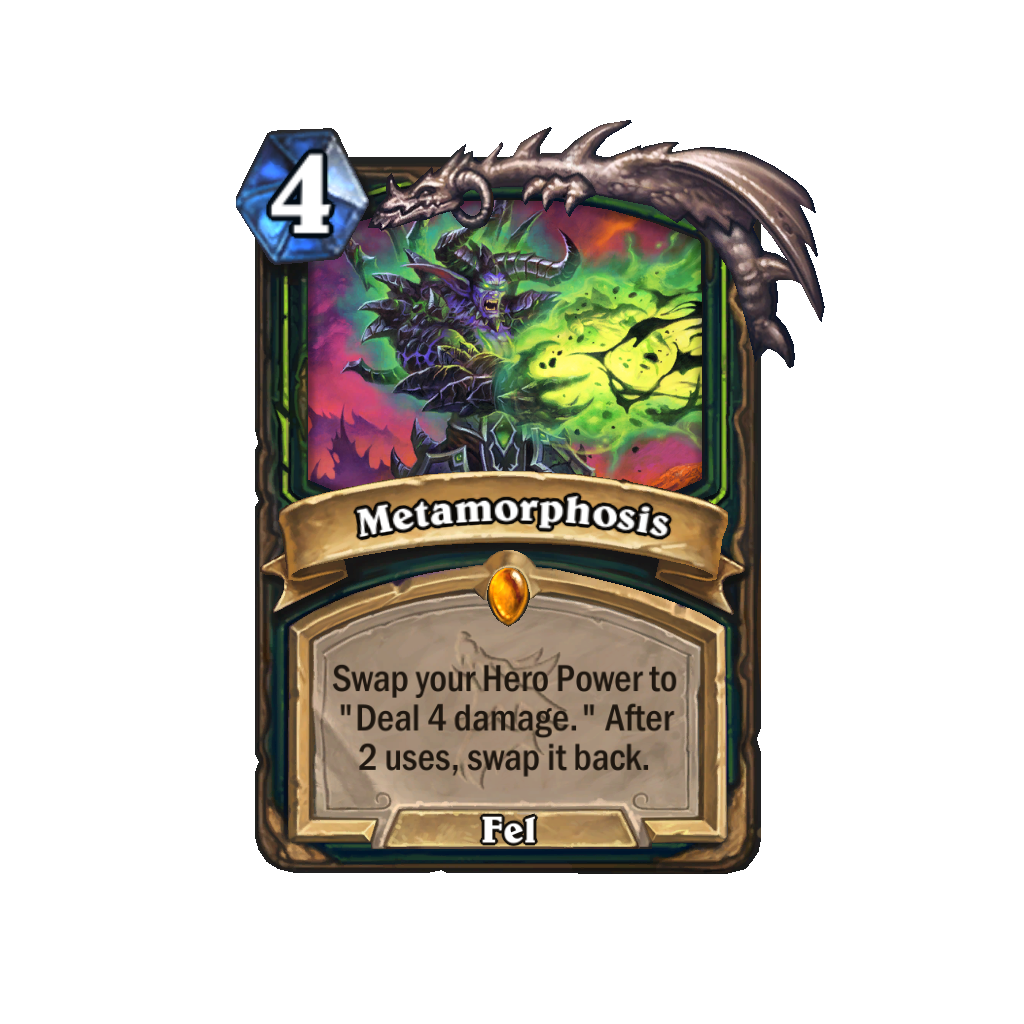 4
Metamorphosis
Swap your Hero Power to
"Deal 4 damage." After
2 uses, swap it back.
Fel